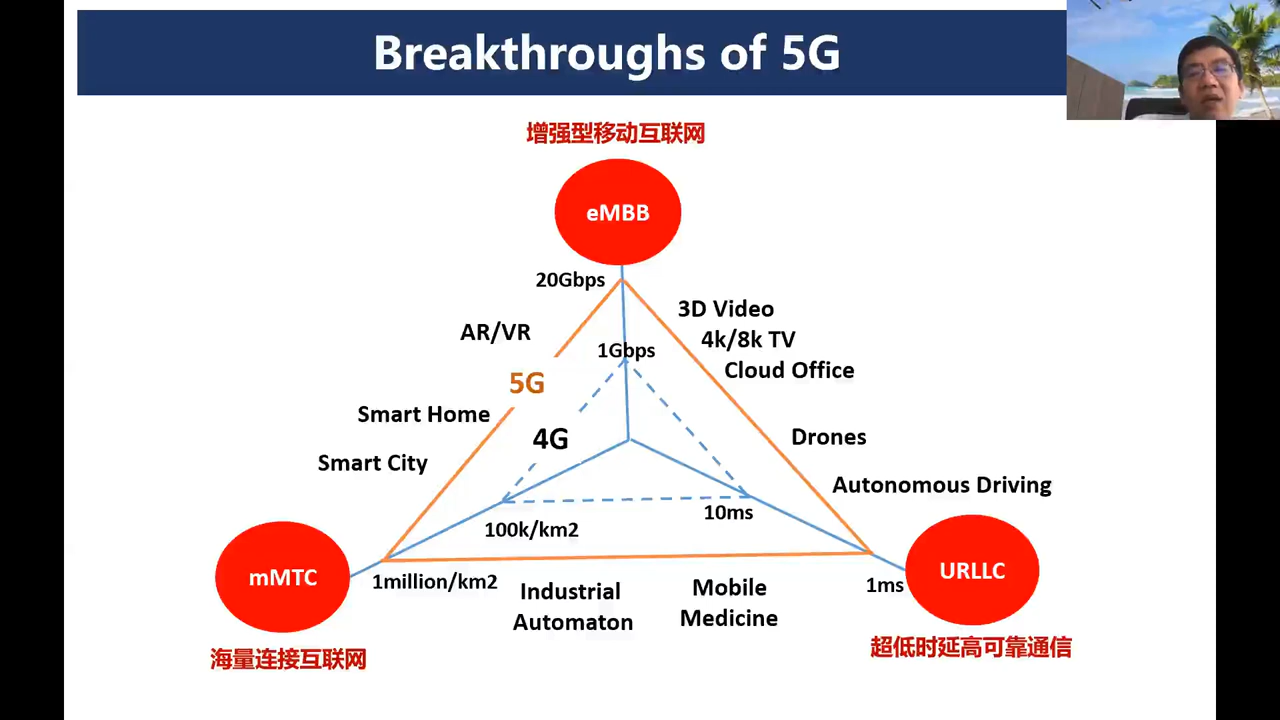 Breakthroughs of 5G
增强型移动互联网
eMBB
20Gbps
3D Video
AR/VR
4k/8k TV
1Gbps
Cloud Office
5G
Smart Home
4G
Drones
Smart City
Autonomous Driving
10ms
100k/km2
mMTC
URLLC
1million/km2
1ms
Industrial
Automaton
Mobile
Medicine
海量连接互联网
超低时延高可靠通信